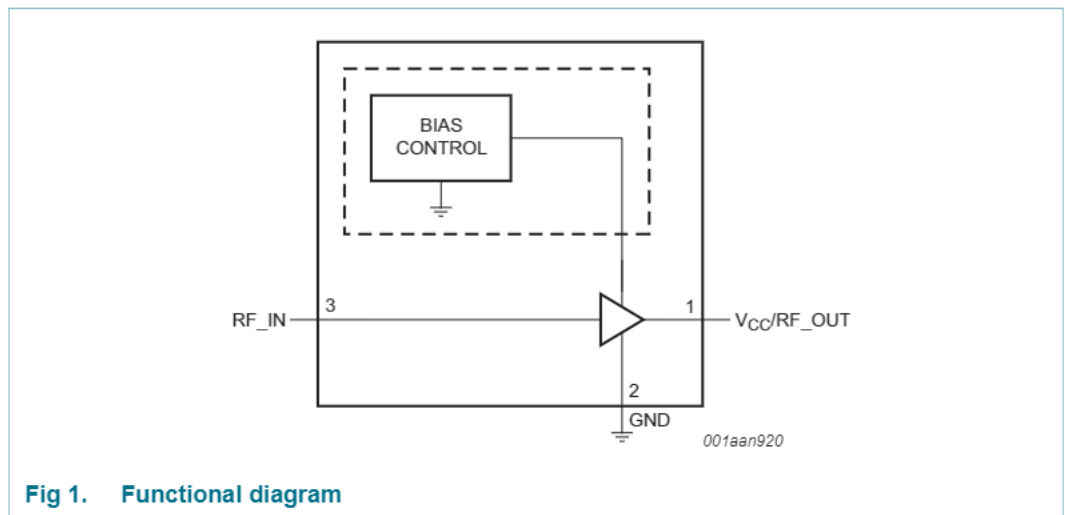 BIAS
CONTROL
RF_IN
3
1
VCC/RF_OUT
2
GND
001aan920
Fig 1. Functional diagram